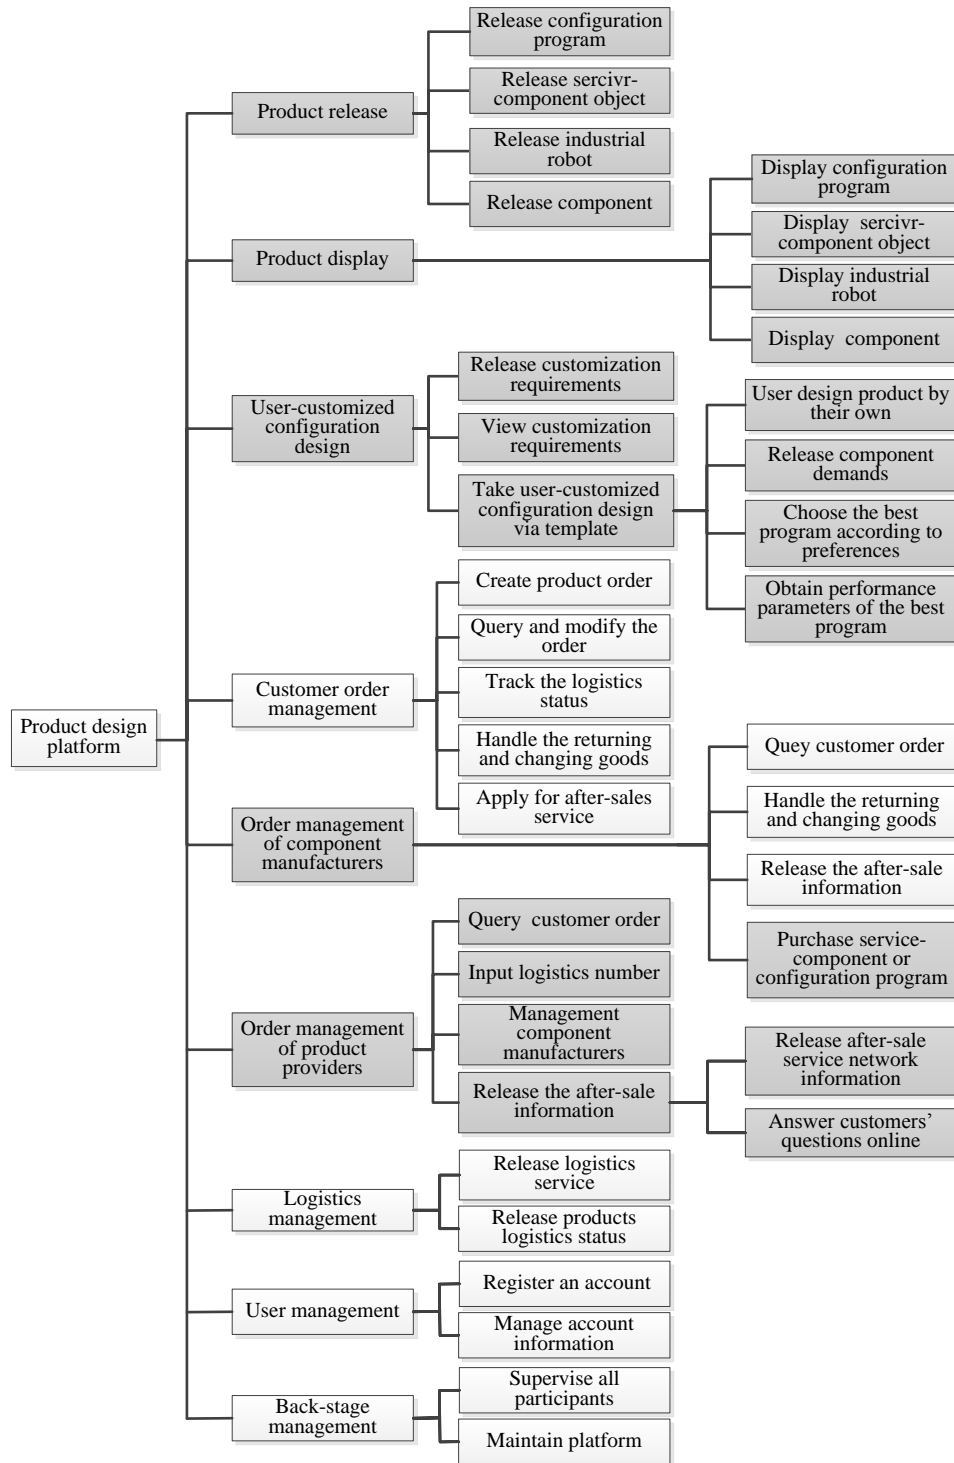 Product design
platform
Product release
Release configuration
program
Release sercivr-
component object
Release industrial
robot
Release component
Product display
Display configuration
program
Display sercivr-
component object
Display industrial
robot
Display component
User-customized
configuration
design
Release customization
requirements
View customization
requirements
Take user-customized
configuration design
via template
User design product by
their own
Release component
demands
Choose the best
program according to
preferences
Obtain performance
parameters of the best
program
Customer order
management
Create product order
Query and modify the
order
Track the logistics
status
Handle the returning
and changing goods
Apply for after-sales
service
Order management
of component
manufacturers
Quey customer order
Handle the returning
and changing goods
Release the after-sale
information
Purchase service-
component or
configuration program
Order management
of product
providers
Query customer order
Input logistics number
Management
component
manufacturers
Release the after-sale
information
Release after-sale
service network
information
Answer customers’
questions online
Logistics
management
Release logistics
service
Release products
logistics status
User management
Register an account
Manage account
information
Back-stage
management
Supervise all
participants
Maintain platform